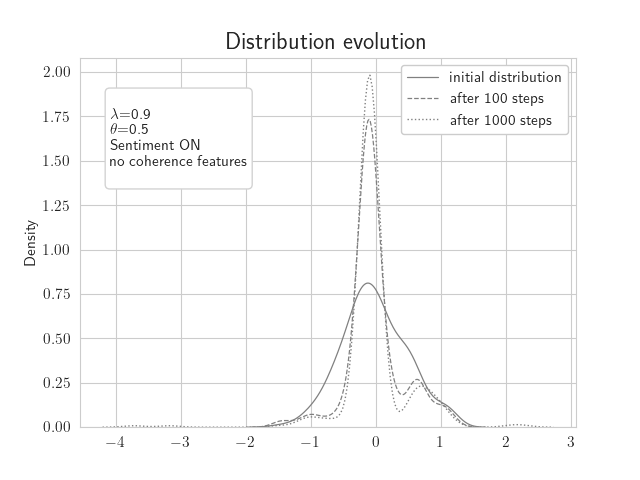 Distribution evolution
2.00
1.75
1.50
1.25
1.00
0.75
0.50
0.25
0.00
Density
λ=0.9
θ=0.5
Sentiment ON
no coherence features
initial distribution
after 100 steps
after 1000 steps
−4 −3 −2 −1 0 1 2 3